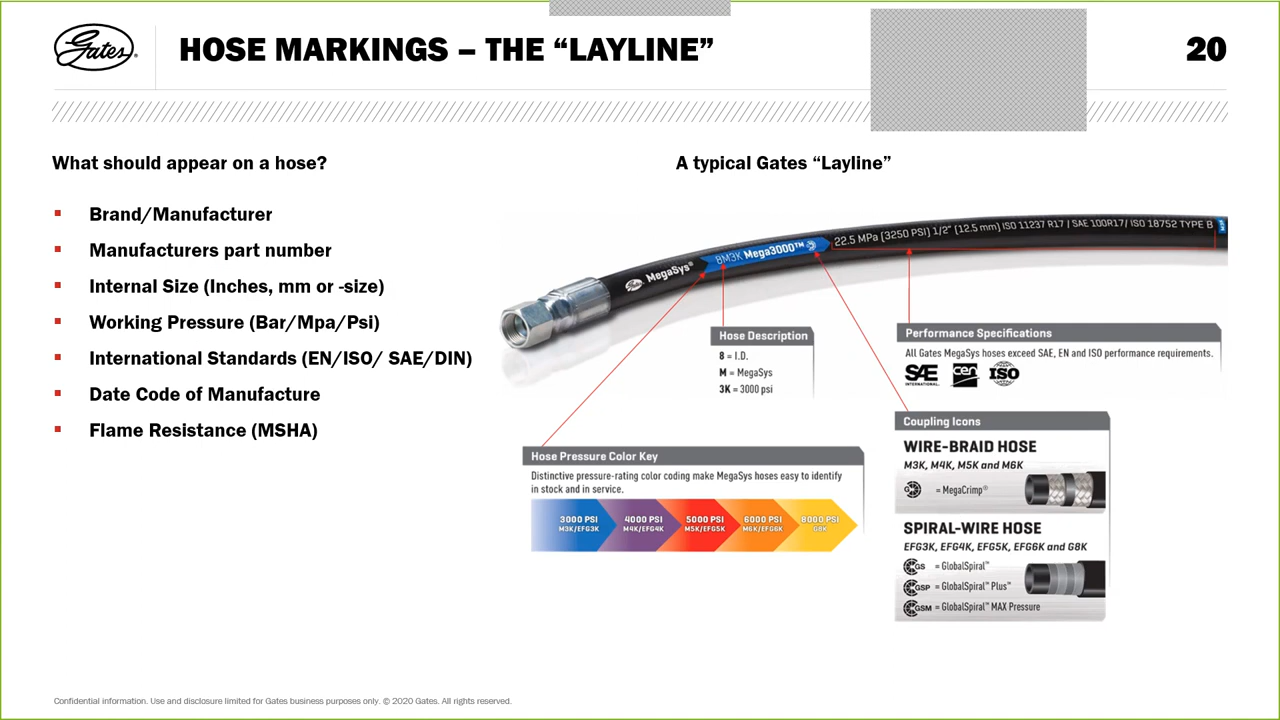 Gates
HOSE MARKINGS – THE “LAYLINE”
20
What should appear on a hose?
▪ Brand/Manufacturer
▪ Manufacturers part number
▪ Internal Size (Inches, mm or -size)
▪ Working Pressure (Bar/Mpa/Psi)
▪ International Standards (EN/ISO/ SAE/DIN)
▪ Date Code of Manufacture
▪ Flame Resistance (MSHA)
A typical Gates “Layline”
MegaSys® 8M3K Mega3000™ 22.5 MPa (3250 PSI) 1/2" (12.5 mm) ISO 11237 R17 / SAE 100R17/ ISO 18752 TYPE B
Hose Description
8 = I.D.
M = MegaSys
3K = 3000 psi
Performance Specifications
All Gates MegaSys hoses exceed SAE, EN and ISO performance requirements.
SAE INTERNATIONAL. cen ISO
Hose Pressure Color Key
Distinctive pressure-rating color coding make MegaSys hoses easy to identify
in stock and in service.
3000 PSI 4000 PSI 5000 PSI 6000 PSI 8000 PSI
M3K/EFG3K M4K/EFG4K M5K/EFG5K M6K/EFG6K G8K
Coupling Icons
WIRE-BRAID HOSE
M3K, M4K, M5K and M6K
= MegaCrimp®
SPIRAL-WIRE HOSE
EFG3K, EFG4K, EFG5K, EFG6K and G8K
GS = GlobalSpiral™
GSP = GlobalSpiral™ Plus™
GSM = GlobalSpiral™ MAX Pressure
Confidential information. Use and disclosure limited for Gates business purposes only. © 2020 Gates. All rights reserved.